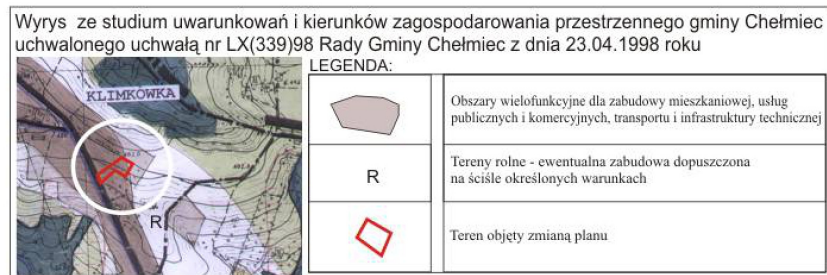 Wyrys ze studium uwarunkowań i kierunków zagospodarowania przestrzennego gminy Chełmiec
uchwalonego uchwałą nr LX(339)98 Rady Gminy Chełmiec z dnia 23.04.1998 roku
LEGENDA:
KLIMKÓWKA
R
Obszary wielofunkcyjne dla zabudowy mieszkaniowej, usług
publicznych i komercyjnych, transportu i infrastruktury technicznej
R
Tereny rolne - ewentualna zabudowa dopuszczona
na ściśle określonych warunkach
Teren objęty zmianą planu